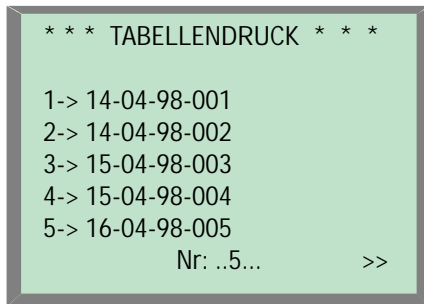 * * * TABELLENDRUCK * * *
1-> 14-04-98-001
2-> 14-04-98-002
3-> 15-04-98-003
4-> 15-04-98-004
5-> 16-04-98-005
Nr: ..5... >>